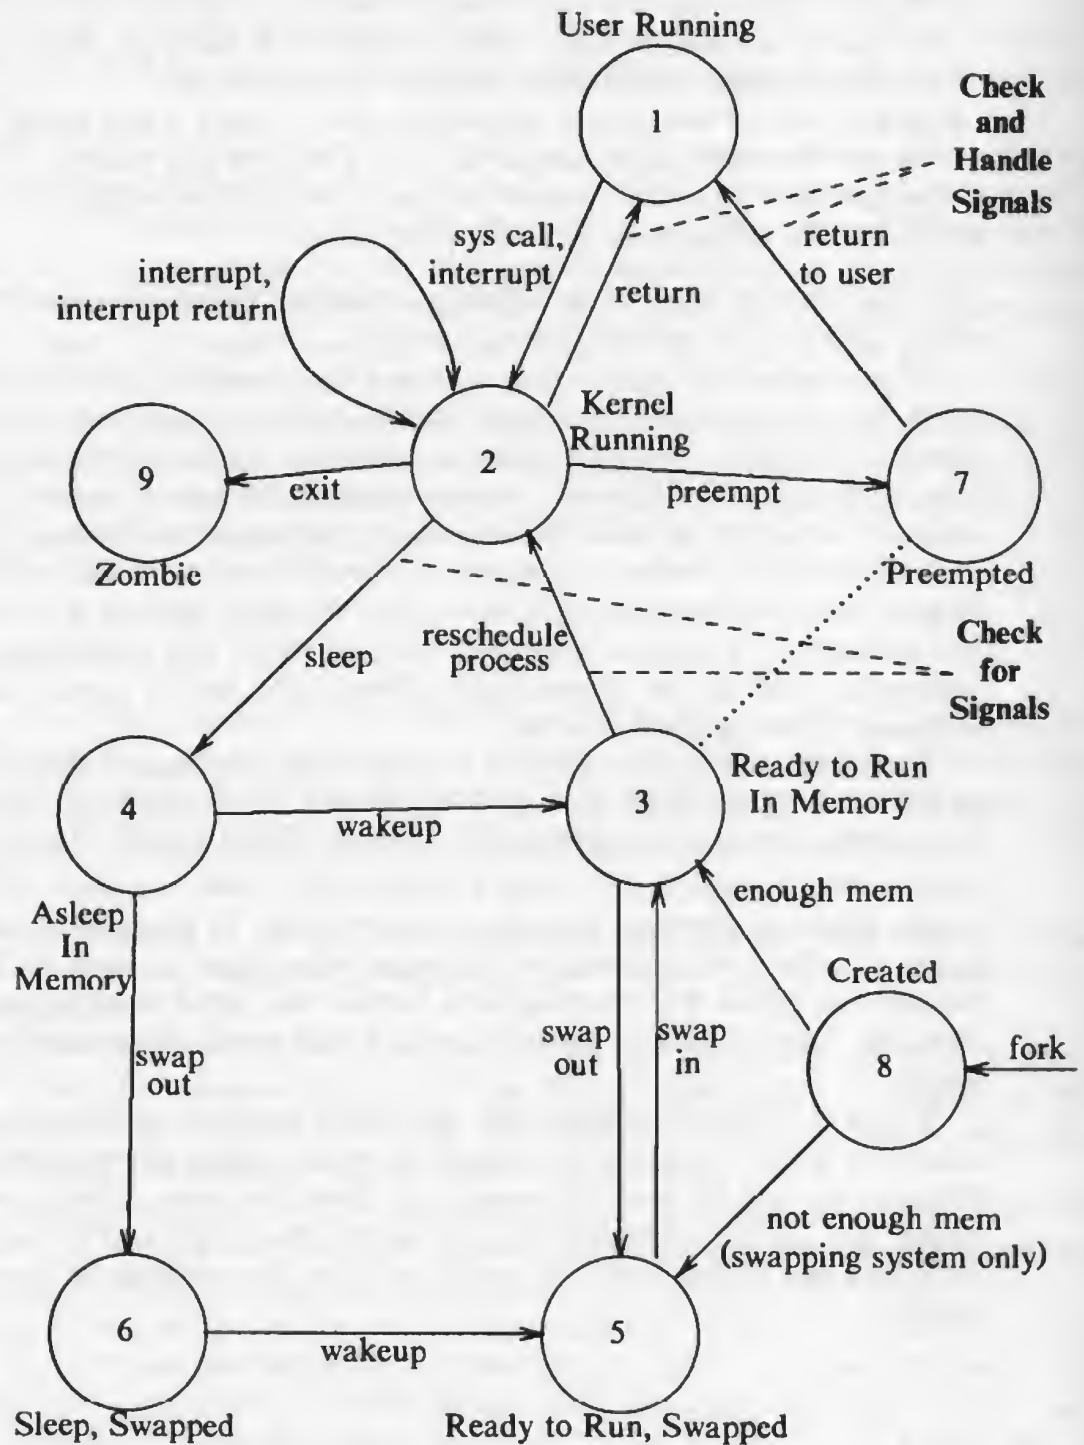 User Running
1
Check
and
Handle
Signals
sys call,
interrupt
return
return
to user
interrupt,
interrupt return
Kernel
Running
2
9
7
exit
preempt
Zombie
Preempted
sleep
reschedule
process
Check
for
Signals
4
3
Ready to Run
In Memory
wakeup
enough mem
Asleep
In
Memory
Created
8
fork
swap
out
swap
out
swap
in
not enough mem
(swapping system only)
6
5
wakeup
Sleep, Swapped
Ready to Run, Swapped